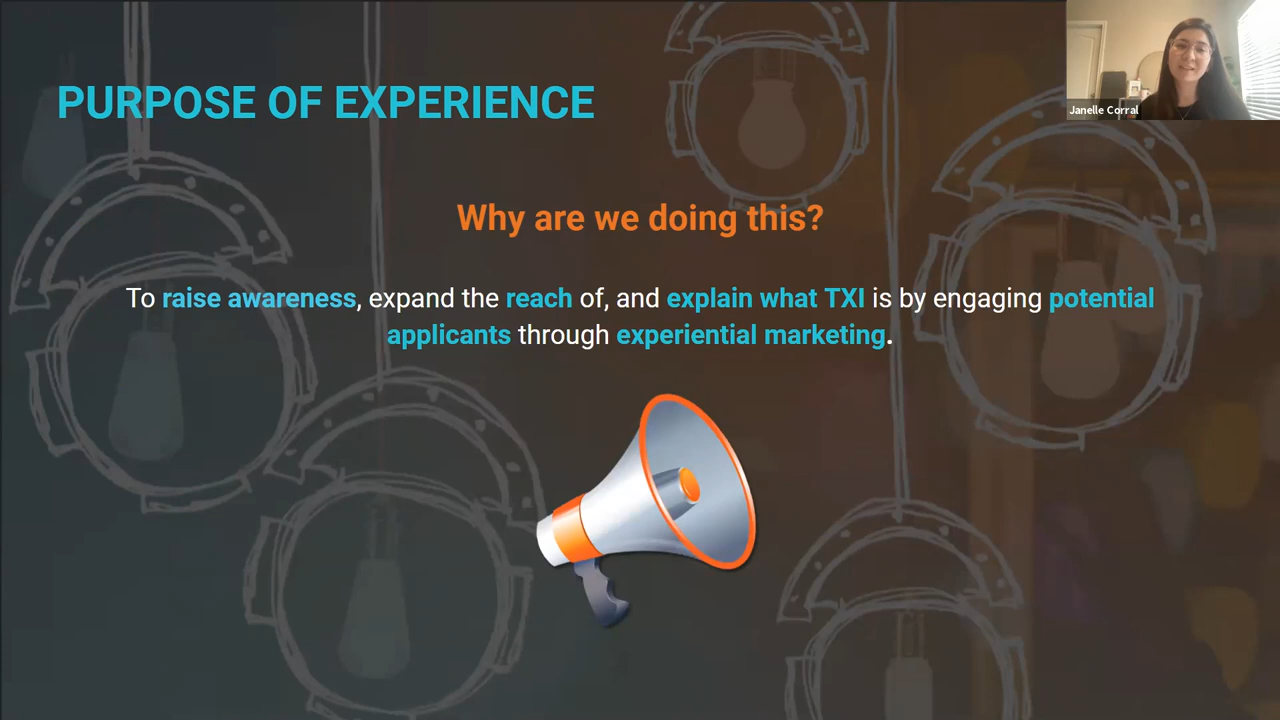 Janelle Corral
PURPOSE OF EXPERIENCE
Why are we doing this?
To raise awareness, expand the reach of, and explain what TXI is by engaging potential
applicants through experiential marketing.